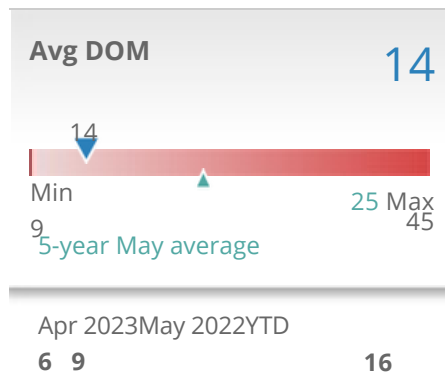 Avg DOM 14
14
Min
25 Max
9 45
5-year May average
Apr 2023May 2022YTD
6 9 16